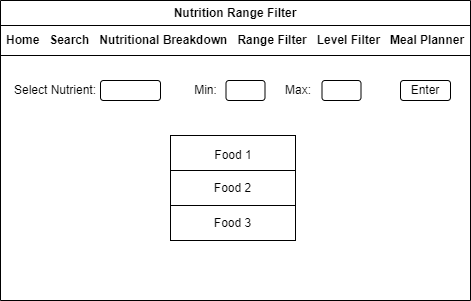 Nutrition Range Filter
Home Search Nutritional Breakdown Range Filter Level Filter Meal Planner
Select Nutrient: Min: Max: Enter
Food 1
Food 2
Food 3